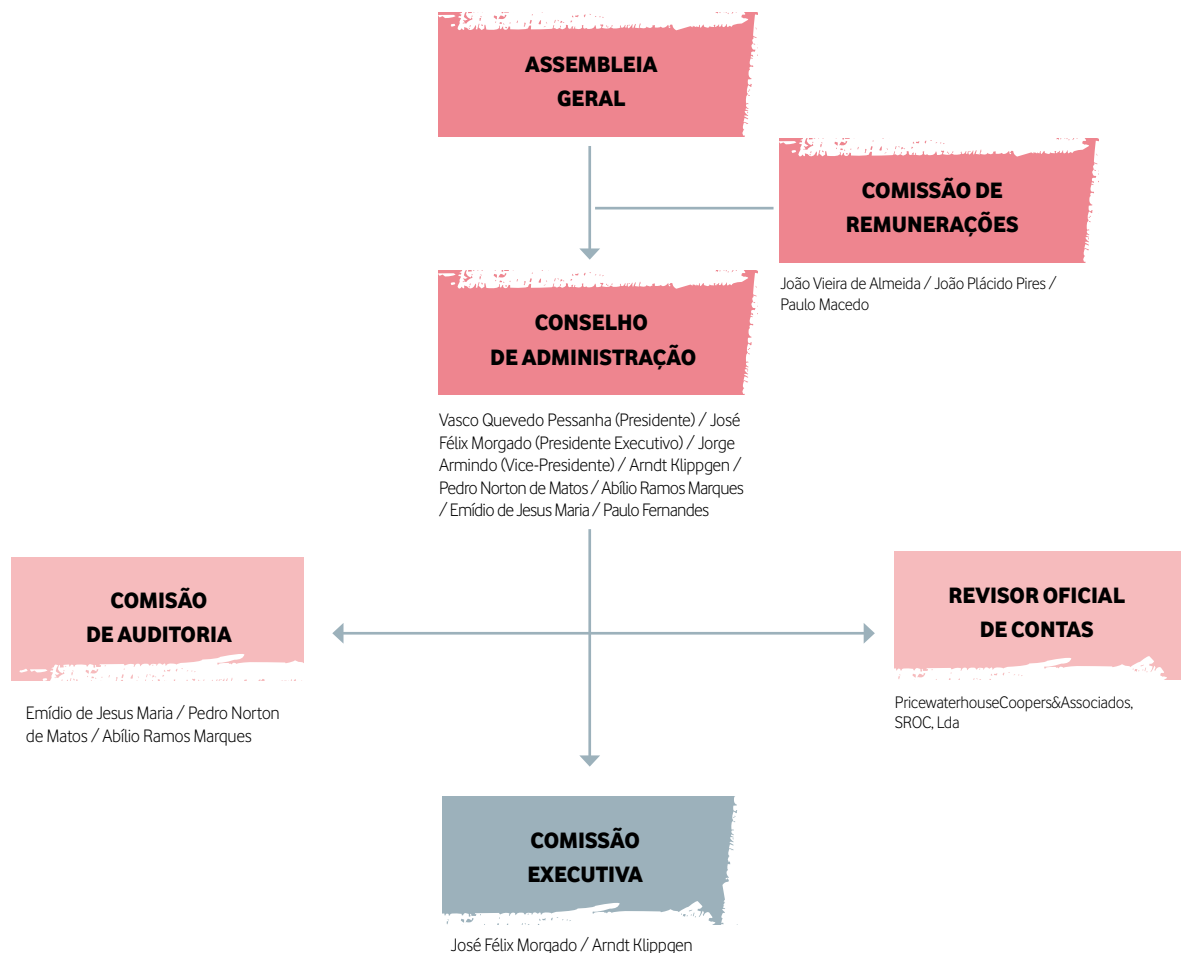 ASSEMBLEIA
GERAL
COMISSÃO DE
REMUNERAÇÕES
João Vieira de Almeida / João Plácido Pires /
Paulo Macedo
CONSELHO
DE ADMINISTRAÇÃO
Vasco Quevedo Pessanha (Presidente) / José
Félix Morgado (Presidente Executivo) / Jorge
Armindo (Vice-Presidente) / Arndt Klippgen /
Pedro Norton de Matos / Abílio Ramos Marques
/ Emídio de Jesus Maria / Paulo Fernandes
COMISÃO
DE AUDITORIA
Emídio de Jesus Maria / Pedro Norton
de Matos / Abílio Ramos Marques
REVISOR OFICIAL
DE CONTAS
PricewaterhouseCoopers&Associados,
SROC, Lda
COMISSÃO
EXECUTIVA
José Félix Morgado / Arndt Klippgen